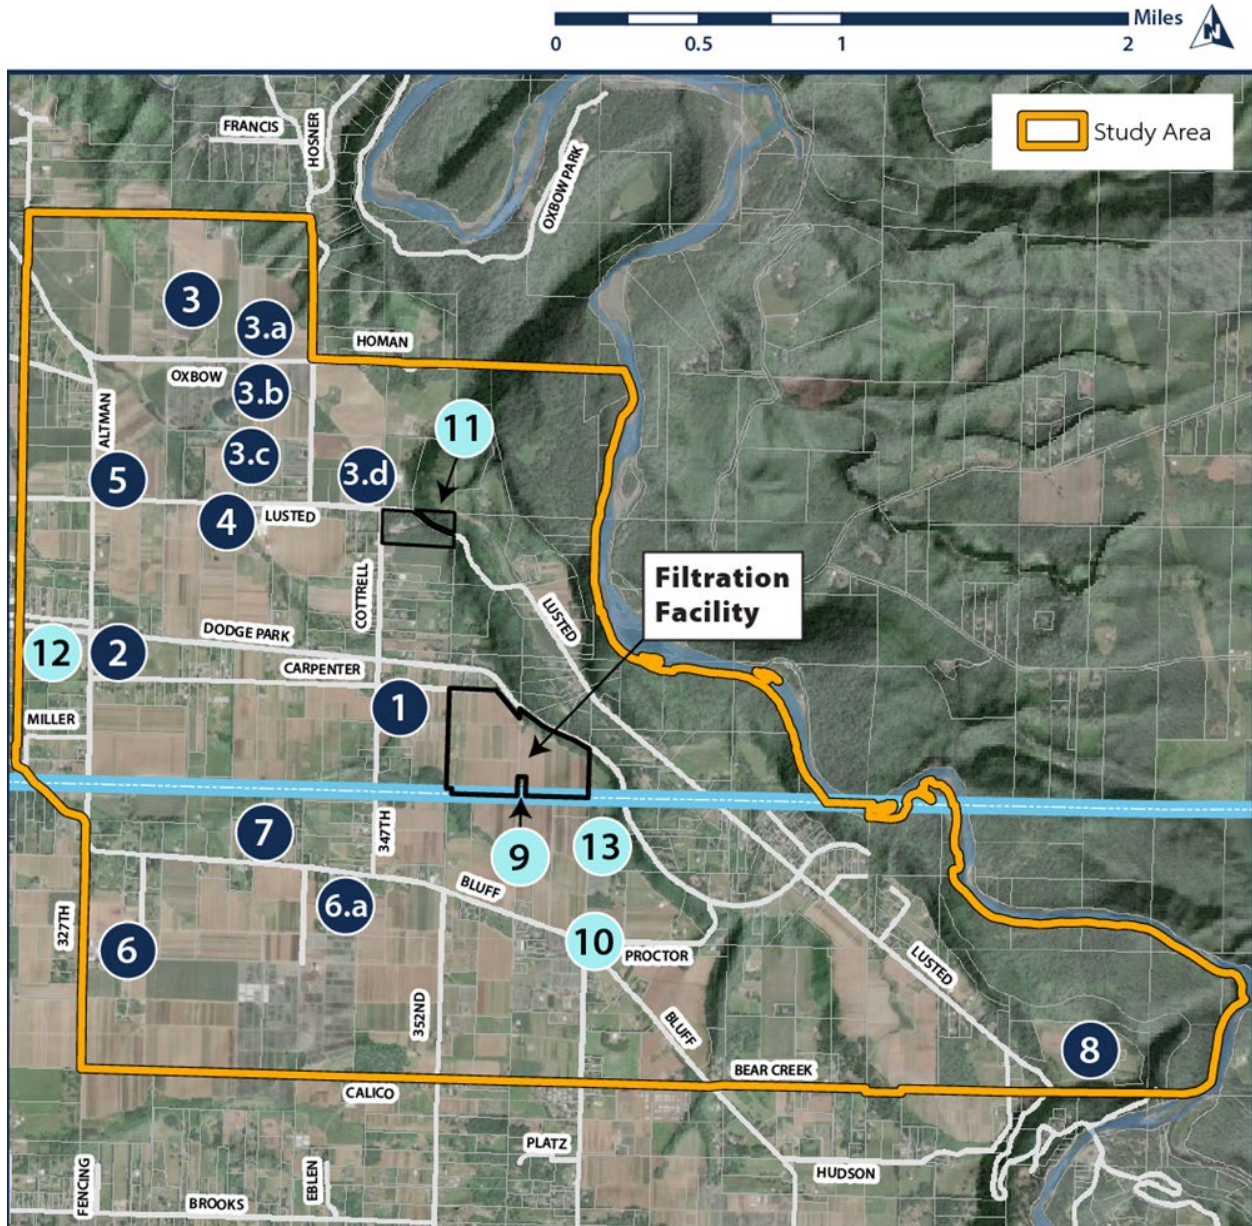 Miles
N
0 0.5 1 2
Study Area
FRANCIS
HOSNER
OXBOW PARK
3
3.a
HOMAN
OXBOW
3.b
ALTMAN
11
3.c
3.d
5
4
LUSTED
COTTRELL
Filtration
Facility
LUSTED
DODGE PARK
12
2
CARPENTER
1
MILLER
7
347TH
9
13
BLUFF
6.a
327TH
6
10
PROCTOR
LUSTED
352ND
BLUFF
8
BEAR CREEK
CALICO
PLATZ
HUDSON
FENCING
EBLEN
BROOKS